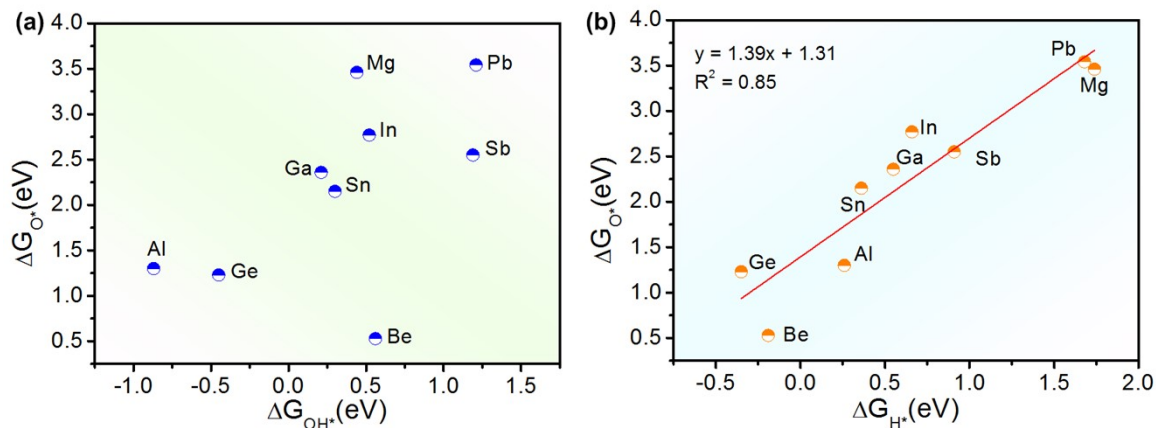 (a)
4.0
3.5
3.0
2.5
2.0
1.5
1.0
0.5
ΔG_O*(eV)
Mg
Pb
In
Sb
Ga
Sn
Al
Ge
Be
-1.0 -0.5 0.0 0.5 1.0 1.5
ΔG_OH*(eV)
(b)
4.0
3.5
3.0
2.5
2.0
1.5
1.0
0.5
ΔG_O*(eV)
y = 1.39x + 1.31
R² = 0.85
Pb
Mg
In
Ga
Sb
Sn
Al
Ge
Be
-0.5 0.0 0.5 1.0 1.5 2.0
ΔG_H*(eV)